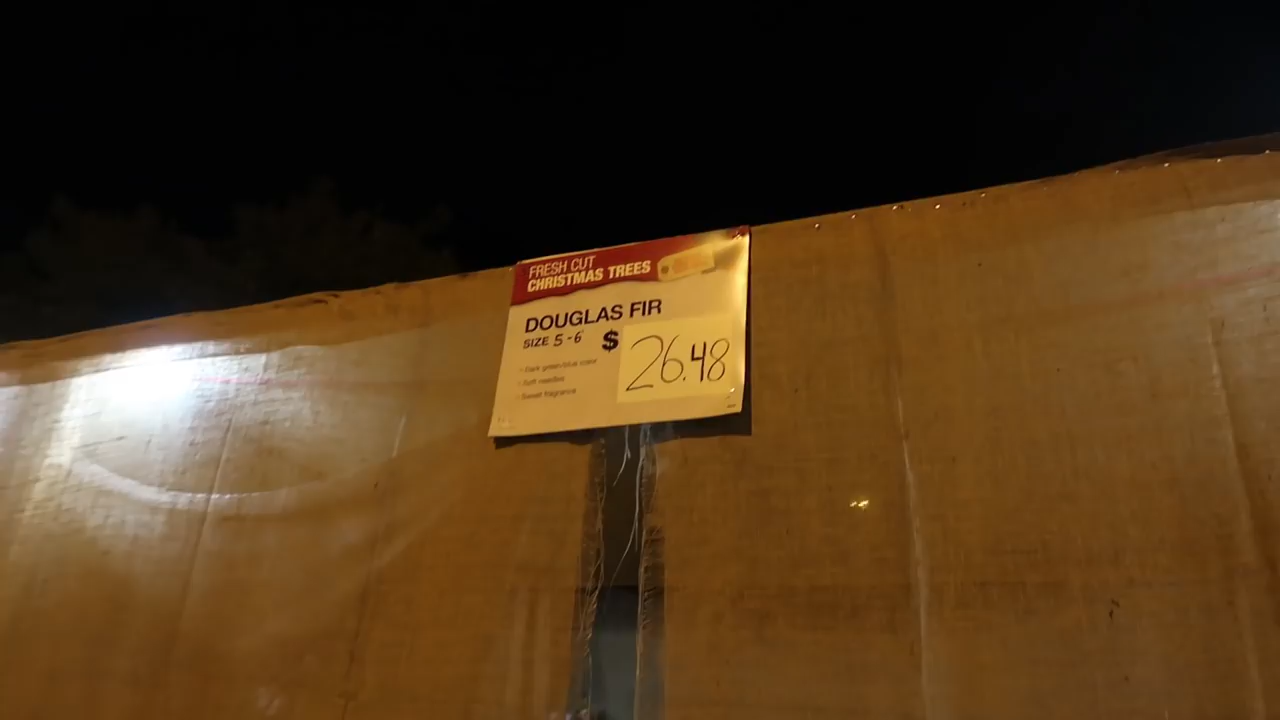 FRESH CUT
CHRISTMAS TREES
DOUGLAS FIR
SIZE 5-6'
$ 26.48
Dark green/blue color
Soft needles
Sweet fragrance